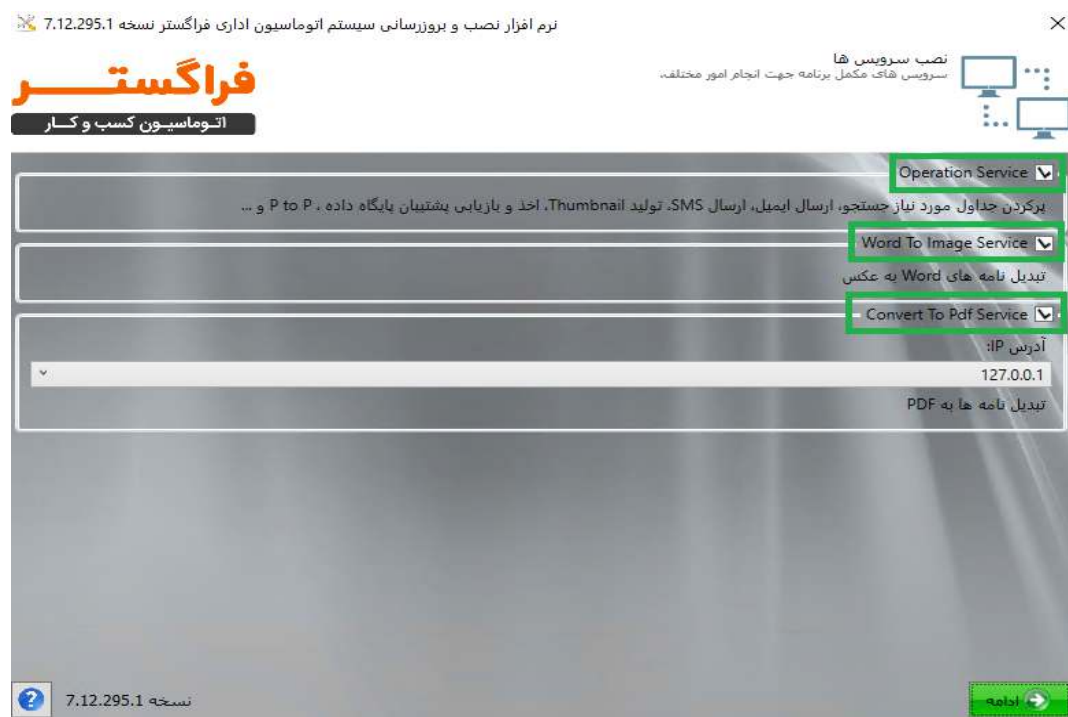 نرم افزار نصب و بروزرسانی سیستم اتوماسیون اداری فراگستر نسخه 7.12.295.1
نصب سرویس ها
سرویس های مکمل برنامه جهت انجام امور مختلف.
فراگستر
اتوماسیون کسب و کار
Operation Service
پرکردن جداول مورد نیاز جستجو، ارسال ایمیل، ارسال SMS، تولید Thumbnail، اخذ و بازیابی پشتیبان پایگاه داده ، P to P و ...
Word To Image Service
تبدیل نامه های Word به عکس
Convert To Pdf Service
آدرس IP:
127.0.0.1
تبدیل نامه ها به PDF
ادامه
نسخه 7.12.295.1
?